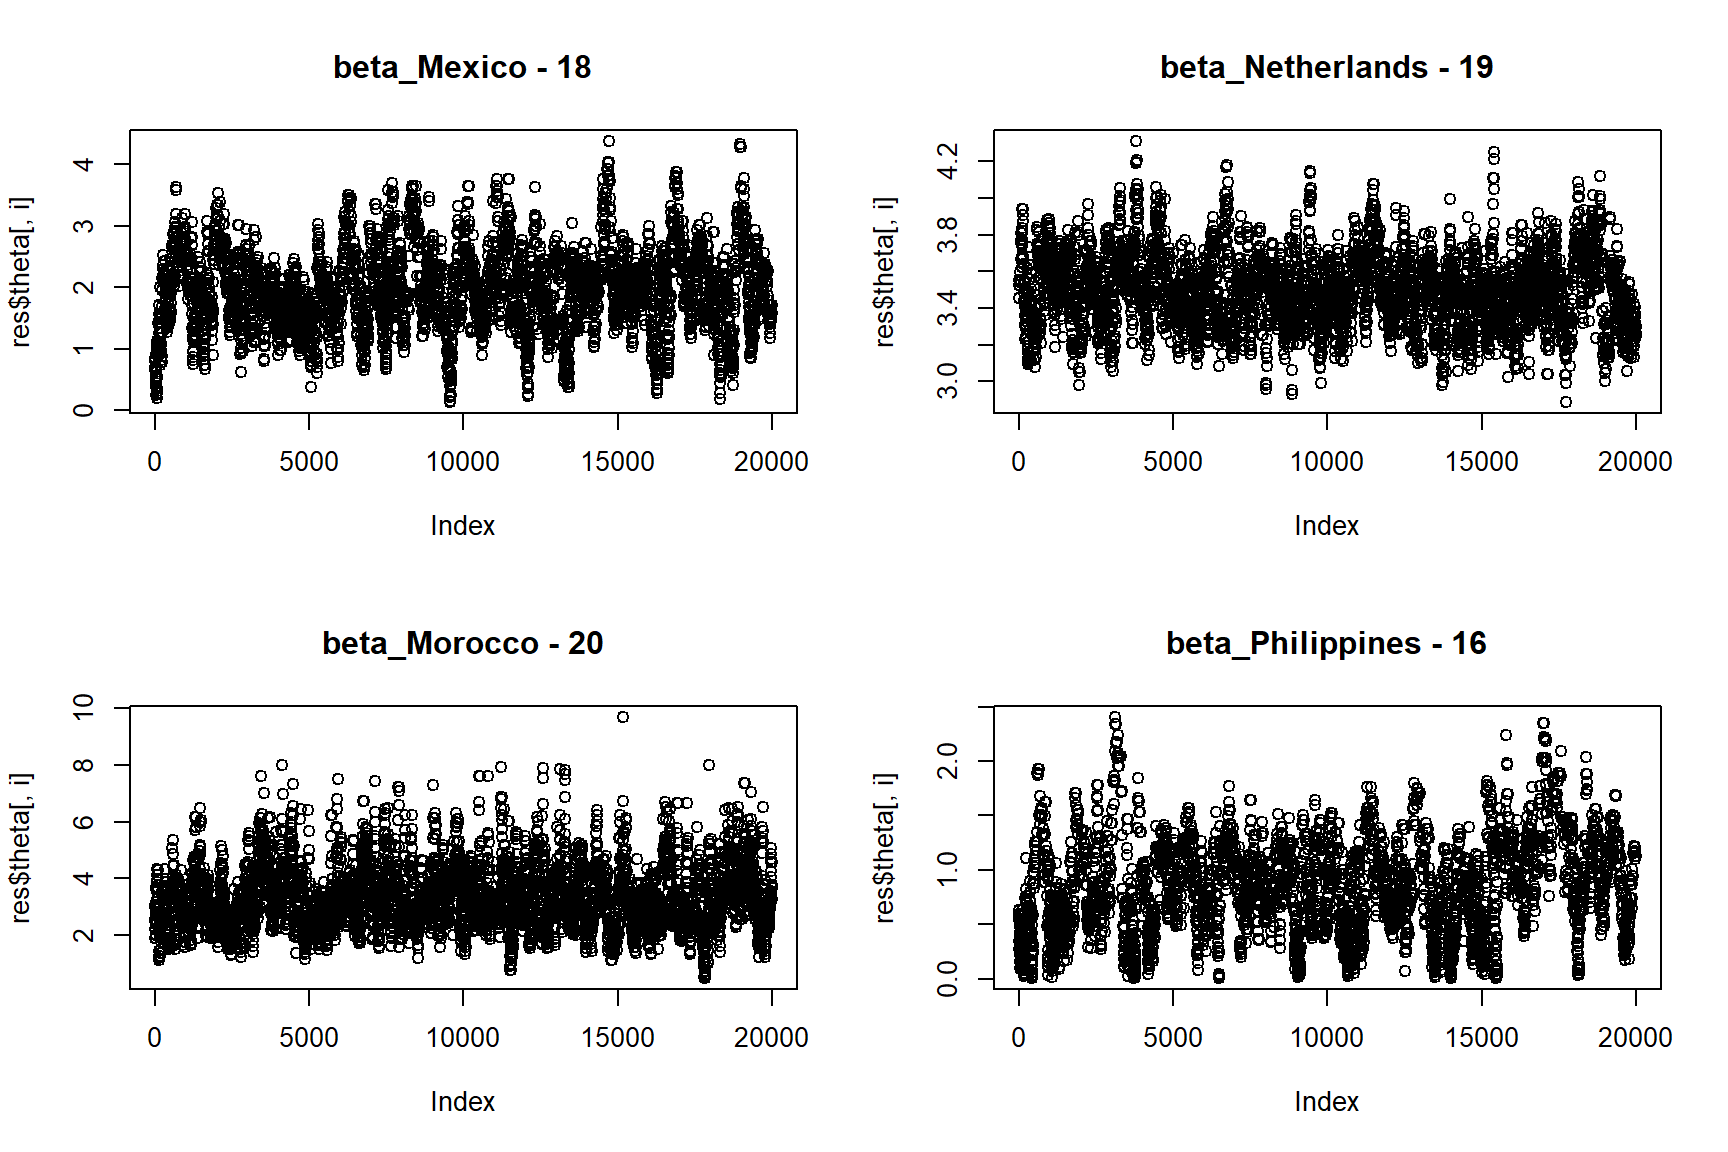 beta_Mexico - 18
res$theta[, i]
4
3
2
1
0
0 5000 10000 15000 20000
Index
beta_Netherlands - 19
res$theta[, i]
4.2
3.8
3.4
3.0
0 5000 10000 15000 20000
Index
beta_Morocco - 20
res$theta[, i]
10
8
6
4
2
0 5000 10000 15000 20000
Index
beta_Philippines - 16
res$theta[, i]
2.0
1.0
0.0
0 5000 10000 15000 20000
Index